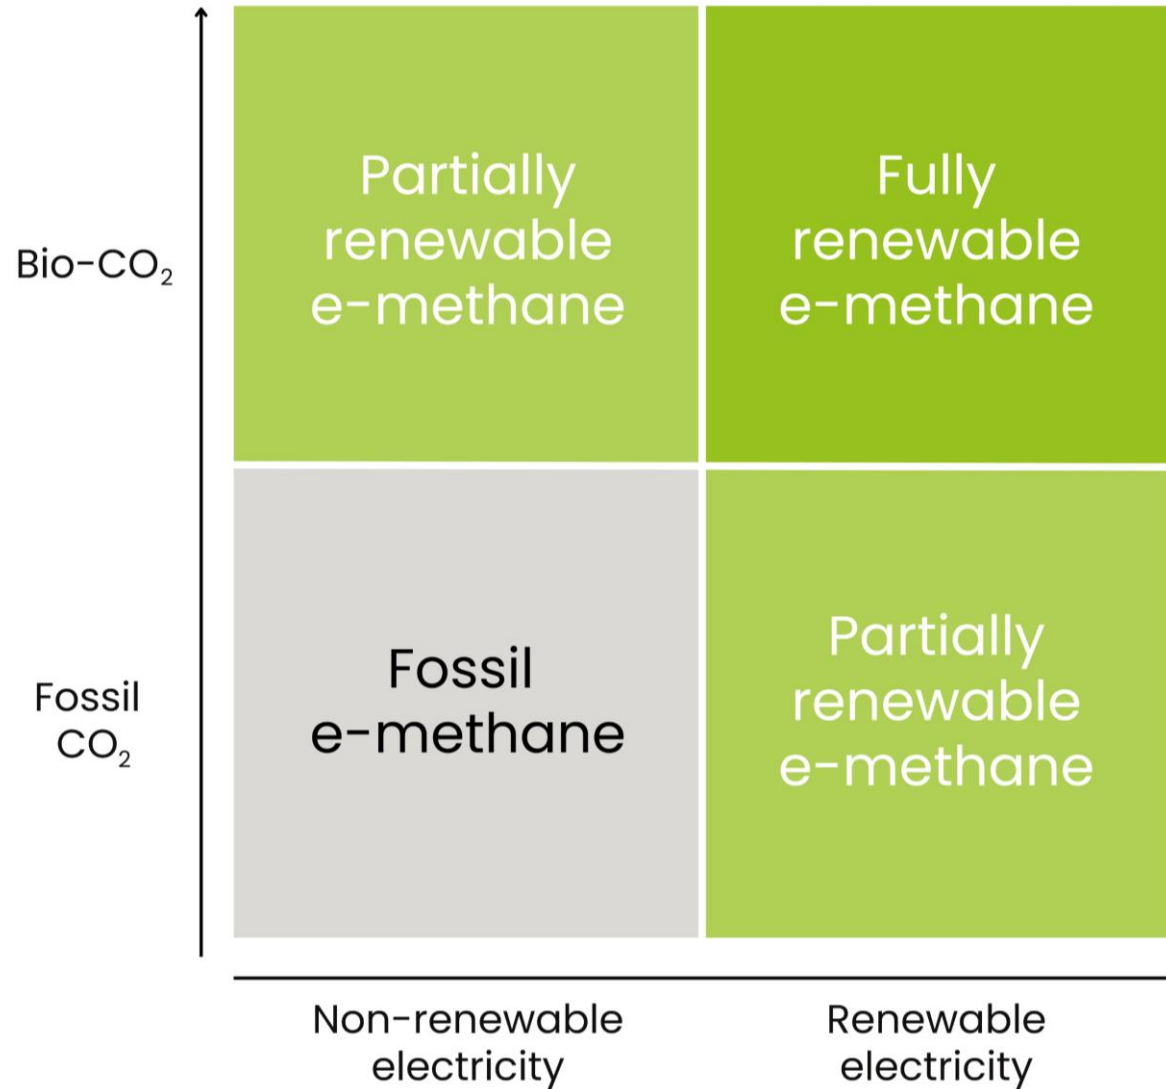 Bio-CO₂
Partially
renewable
e-methane
Fully
renewable
e-methane
Fossil
CO₂
Fossil
e-methane
Partially
renewable
e-methane
Non-renewable
electricity
Renewable
electricity